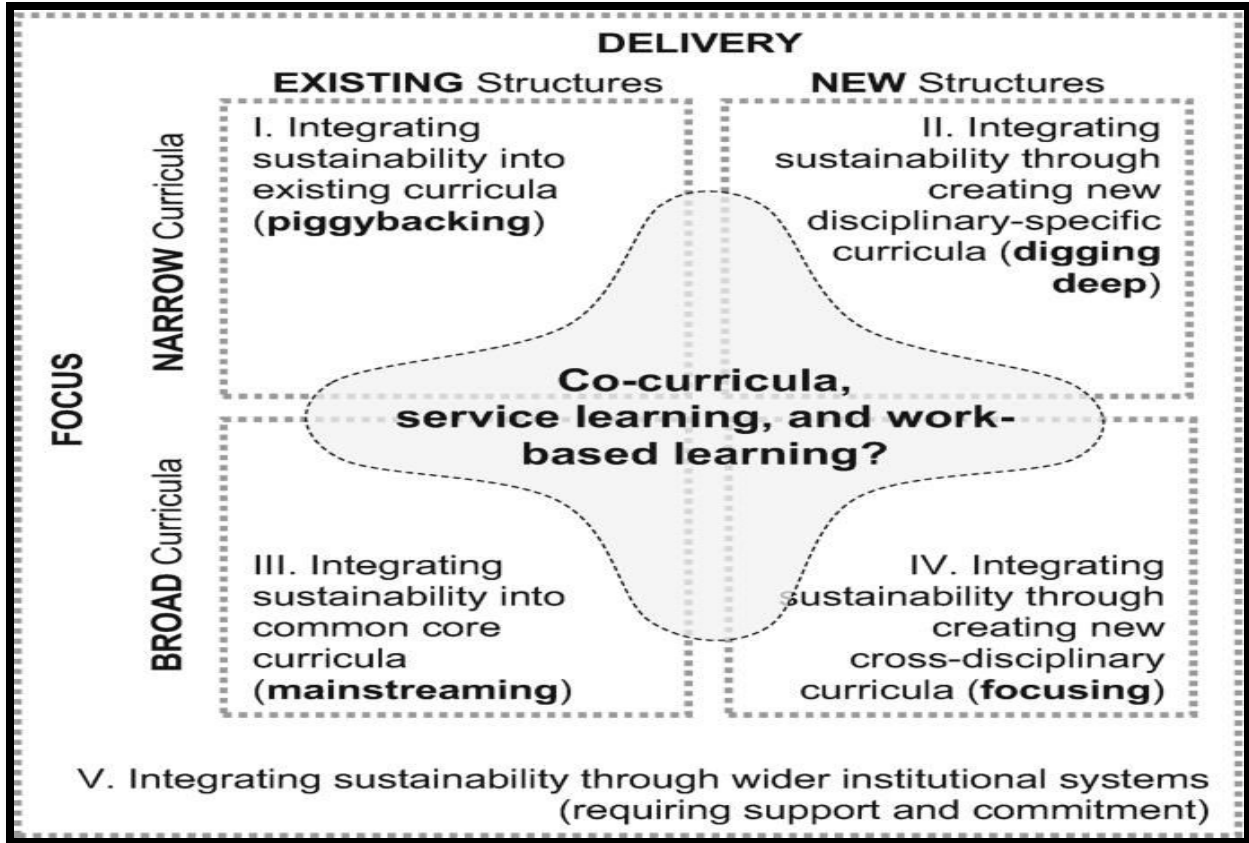 DELIVERY
EXISTING Structures
NEW Structures
FOCUS
NARROW Curricula
I. Integrating
sustainability into
existing curricula
(piggybacking)
II. Integrating
sustainability through
creating new
disciplinary-specific
curricula (digging
deep)
Co-curricula,
service learning, and work-
based learning?
BROAD Curricula
III. Integrating
sustainability into
common core
curricula
(mainstreaming)
IV. Integrating
sustainability through
creating new
cross-disciplinary
curricula (focusing)
V. Integrating sustainability through wider institutional systems
(requiring support and commitment)